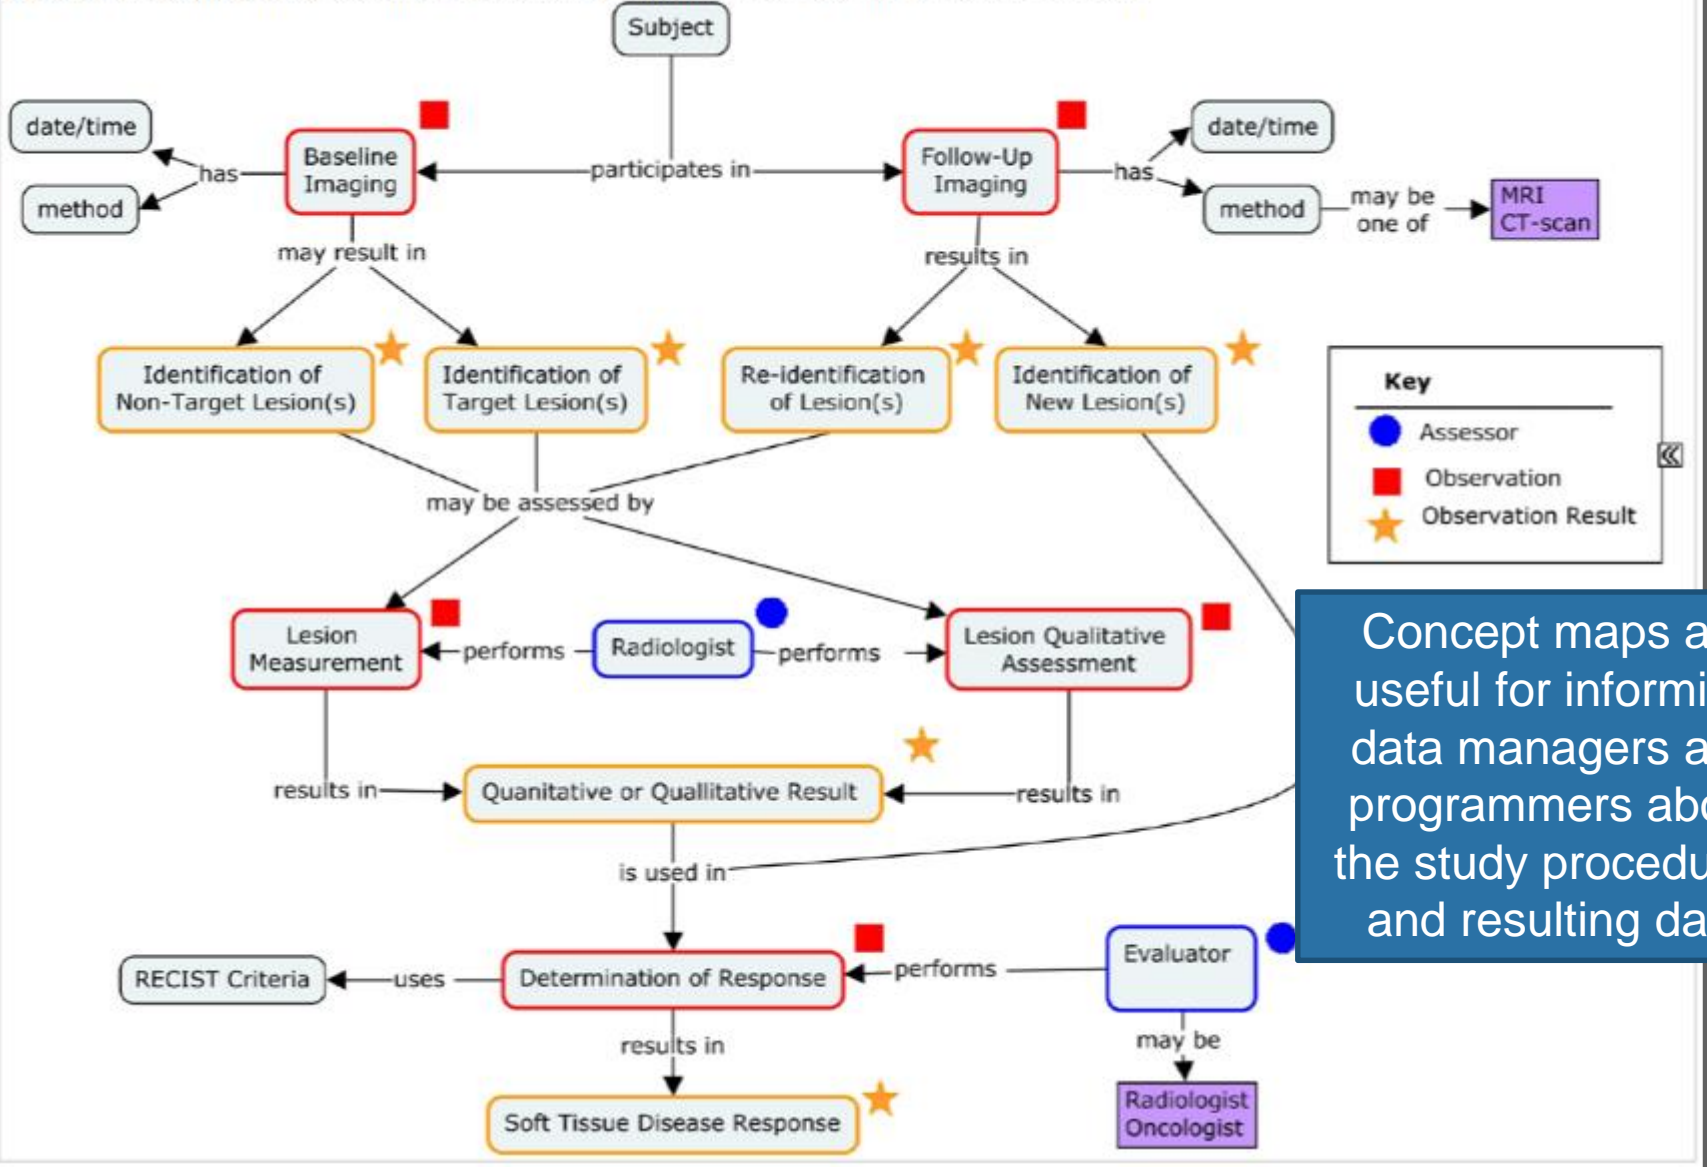 Subject
date/time
method
has
Baseline
Imaging
participates in
Follow-Up
Imaging
has
date/time
method
may be
one of
MRI
CT-scan
may result in
results in
Identification of
Non-Target Lesion(s)
Identification of
Target Lesion(s)
Re-identification
of Lesion(s)
Identification of
New Lesion(s)
Key
Assessor
Observation
Observation Result
may be assessed by
Lesion
Measurement
performs
Radiologist
performs
Lesion Qualitative
Assessment
Concept maps a
useful for informi
data managers a
programmers abo
the study procedu
and resulting da
results in
Quanitative or Quallitative Result
results in
is used in
RECIST Criteria
uses
Determination of Response
performs
Evaluator
results in
may be
Soft Tissue Disease Response
Radiologist
Oncologist